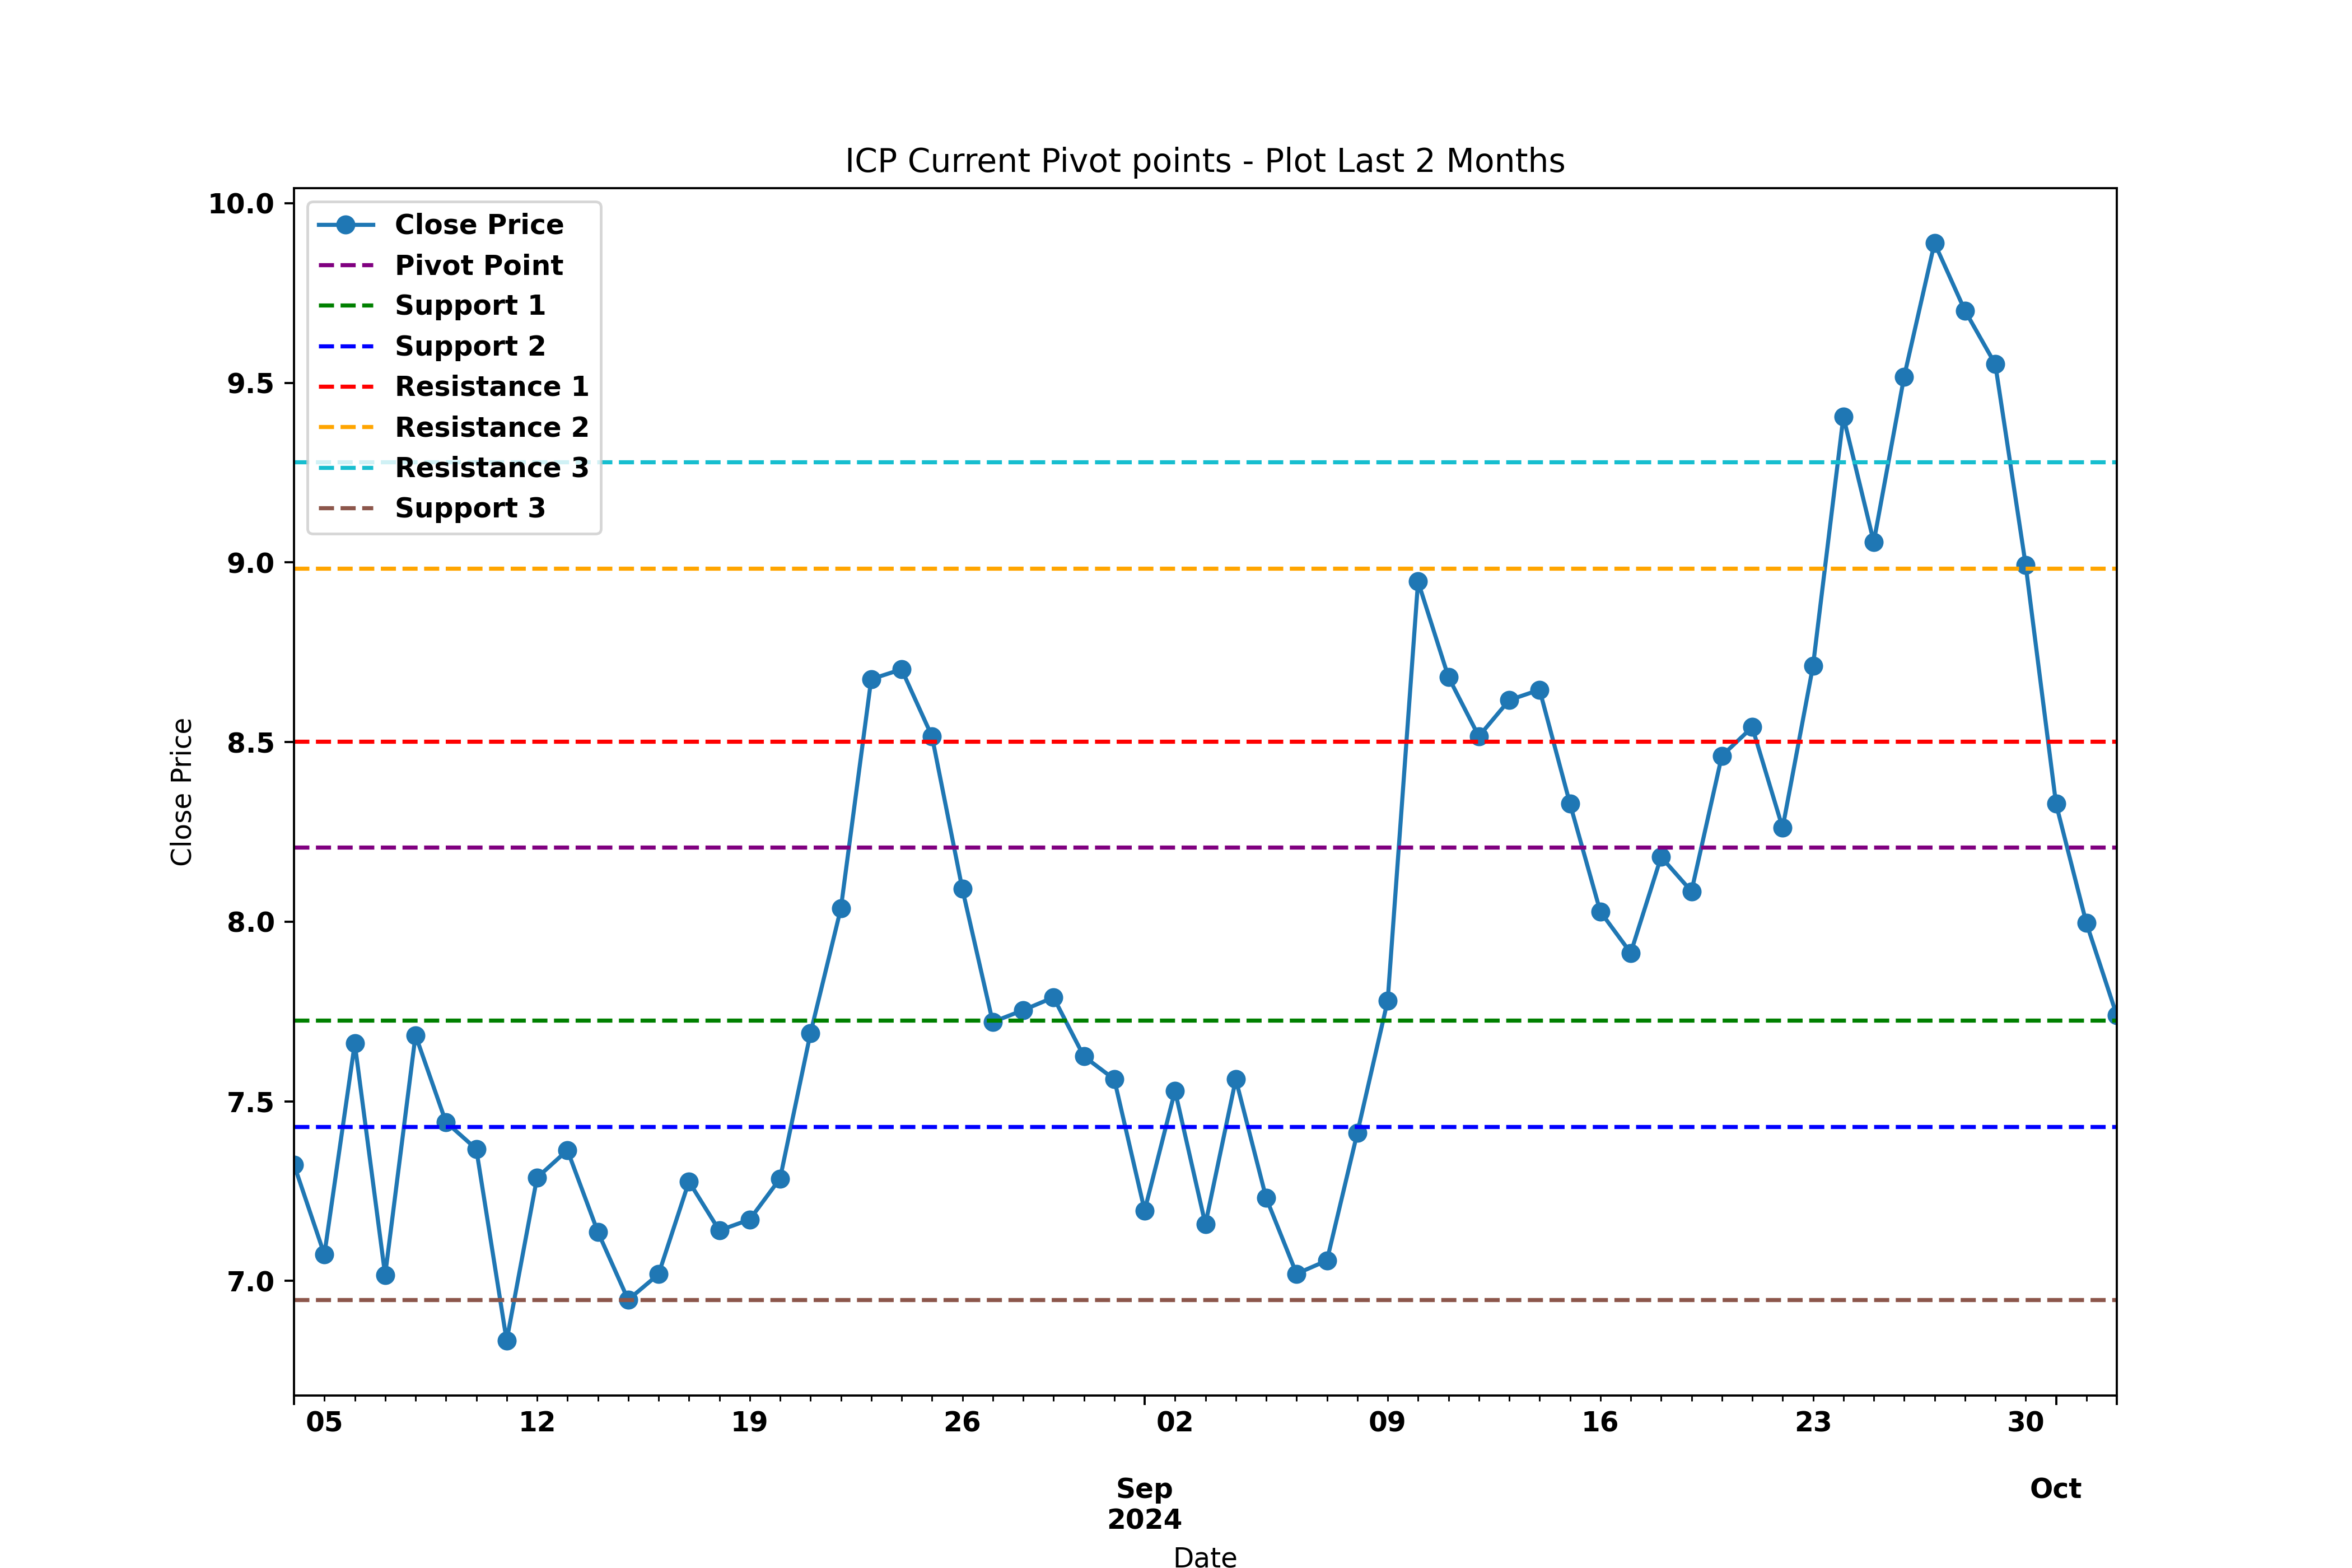 ICP Current Pivot points - Plot Last 2 Months
10.0
9.5
9.0
8.5
8.0
7.5
7.0
Close Price
Close Price
Pivot Point
Support 1
Support 2
Resistance 1
Resistance 2
Resistance 3
Support 3
05 12 19 26 02 09 16 23 30
Sep Oct
2024
Date